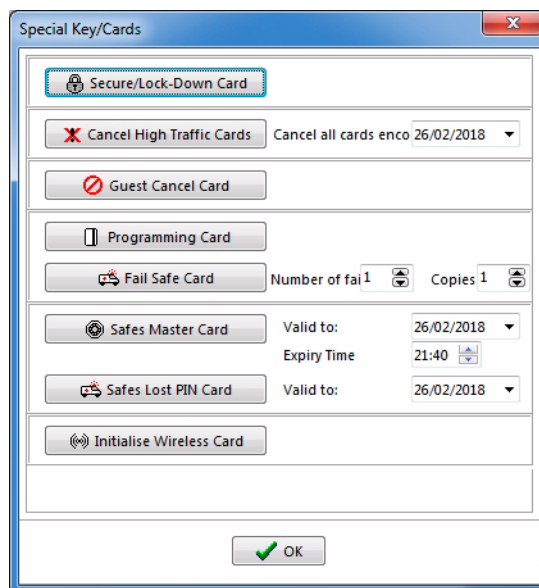 Special Key/Cards
Secure/Lock-Down Card
Cancel High Traffic Cards Cancel all cards enco 26/02/2018
Guest Cancel Card
Programming Card
Fail Safe Card Number of fai 1 Copies 1
Safes Master Card Valid to: 26/02/2018
Expiry Time 21:40
Safes Lost PIN Card Valid to: 26/02/2018
Initialise Wireless Card
OK